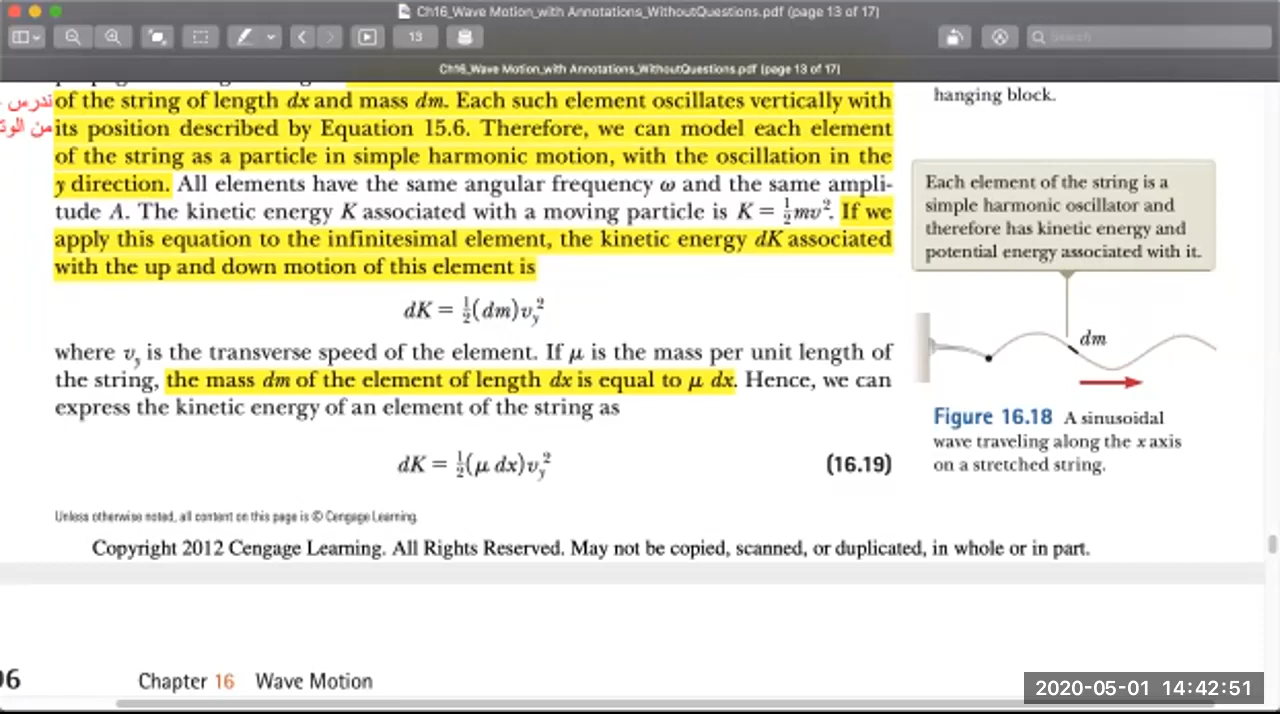 Ch16_Wave Motion_with Annotations_WithoutQuestions.pdf (page 13 of 17)
13
Search
Ch16_Wave Motion_with Annotations_WithoutQuestions.pdf (page 13 of 17)
ندرس of the string of length dx and mass dm. Each such element oscillates vertically with
من its position described by Equation 15.6. Therefore, we can model each element
of the string as a particle in simple harmonic motion, with the oscillation in the
y direction. All elements have the same angular frequency ω and the same ampli-
tude A. The kinetic energy K associated with a moving particle is K = ½mv². If we
apply this equation to the infinitesimal element, the kinetic energy dK associated
with the up and down motion of this element is
dK = ½(dm)v_y²
where v_y is the transverse speed of the element. If μ is the mass per unit length of
the string, the mass dm of the element of length dx is equal to μ dx. Hence, we can
express the kinetic energy of an element of the string as
dK = ½(μ dx)v_y² (16.19)
hanging block.
Each element of the string is a
simple harmonic oscillator and
therefore has kinetic energy and
potential energy associated with it.
dm
Figure 16.18 A sinusoidal
wave traveling along the x axis
on a stretched string.
Unless otherwise noted, all content on this page is © Cengage Learning.
Copyright 2012 Cengage Learning. All Rights Reserved. May not be copied, scanned, or duplicated, in whole or in part.
96 Chapter 16 Wave Motion
2020-05-01 14:42:51